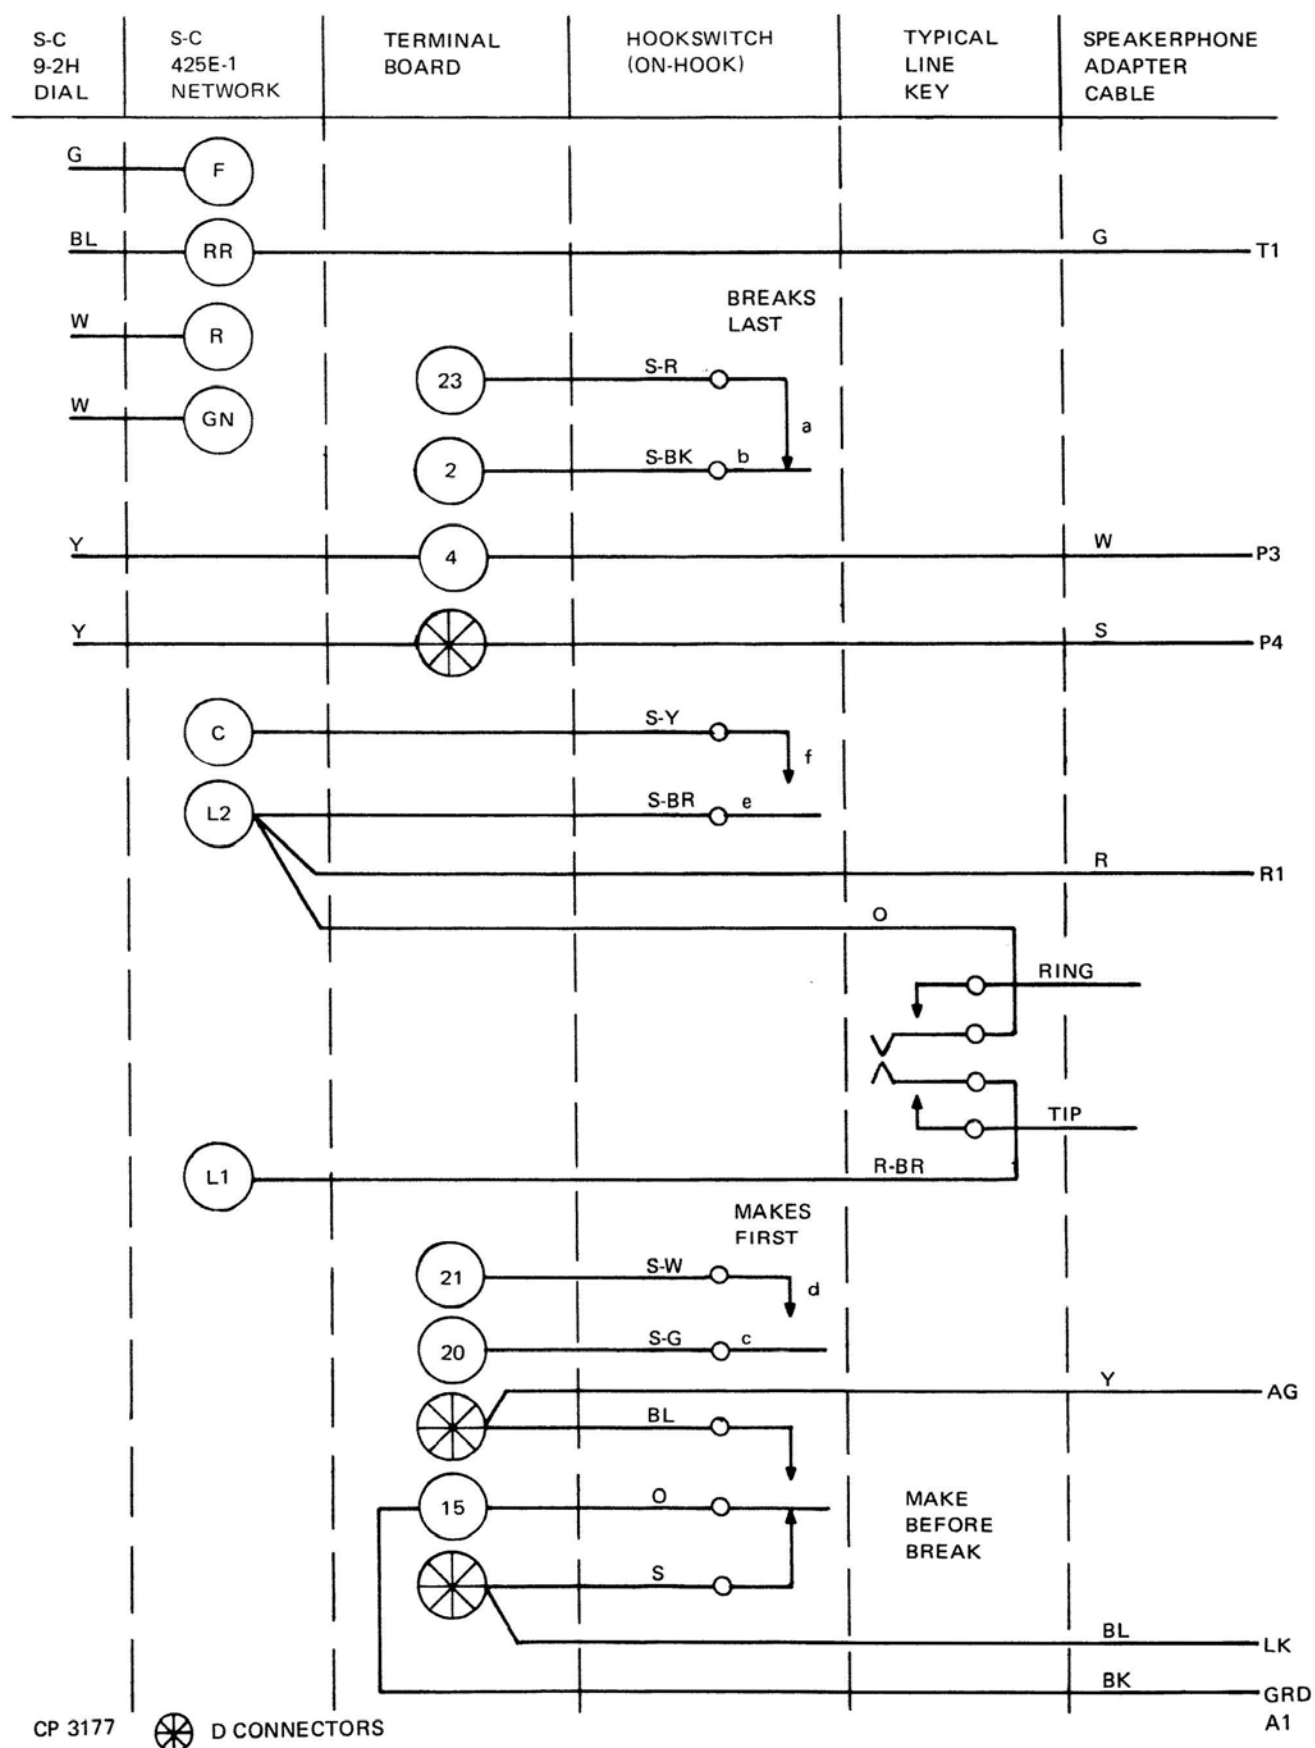 S-C
9-2H
DIAL
S-C
425E-1
NETWORK
TERMINAL
BOARD
HOOKSWITCH
(ON-HOOK)
TYPICAL
LINE
KEY
SPEAKERPHONE
ADAPTER
CABLE
G
F
BL
RR
G
T1
W
R
BREAKS
LAST
23
S-R
a
W
GN
2
S-BK
b
Y
4
W
P3
Y
S
P4
C
S-Y
f
L2
S-BR
e
R
R1
O
RING
TIP
L1
R-BR
MAKES
FIRST
21
S-W
d
20
S-G
c
Y
AG
BL
15
O
MAKE
BEFORE
BREAK
S
BL
LK
BK
GRD
A1
CP 3177
D CONNECTORS